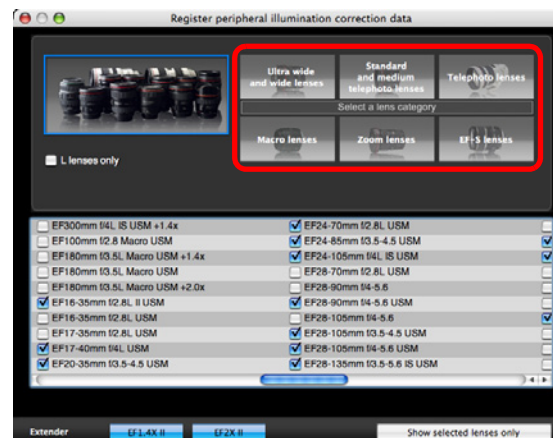 Register peripheral illumination correction data
Ultra wide
and wide lenses
Standard
and medium
telephoto lenses
Telephoto lenses
Select a lens category
Macro lenses
Zoom lenses
EF-S lenses
L lenses only
EF300mm f/4L IS USM +1.4x
EF100mm f/2.8 Macro USM
EF180mm f/3.5L Macro USM +1.4x
EF180mm f/3.5L Macro USM
EF180mm f/3.5L Macro USM +2.0x
EF16-35mm f/2.8L II USM
EF16-35mm f/2.8L USM
EF17-35mm f/2.8L USM
EF17-40mm f/4L USM
EF20-35mm f/3.5-4.5 USM
EF24-70mm f/2.8L USM
EF24-85mm f/3.5-4.5 USM
EF24-105mm f/4L IS USM
EF28-70mm f/2.8L USM
EF28-90mm f/4-5.6
EF28-90mm f/4-5.6 USM
EF28-105mm f/4-5.6
EF28-105mm f/3.5-4.5 USM
EF28-105mm f/4-5.6 USM
EF28-135mm f/3.5-5.6 IS USM
Extender
EF1.4X II
EF2X II
Show selected lenses only